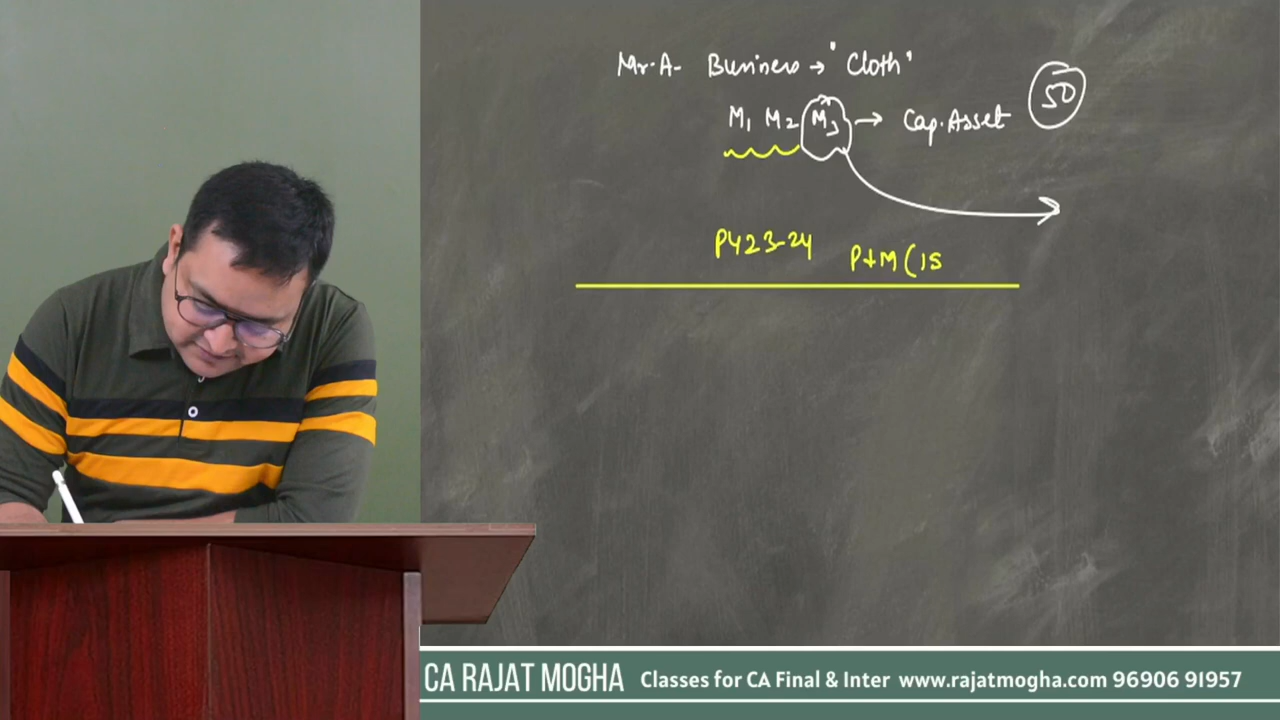 Mr. A - Business → "Cloth"
M1 M2 M3 → Cap. Asset 50
PY 23-24 P+M (15
CA RAJAT MOGHA Classes for CA Final & Inter www.rajatmogha.com 96906 91957